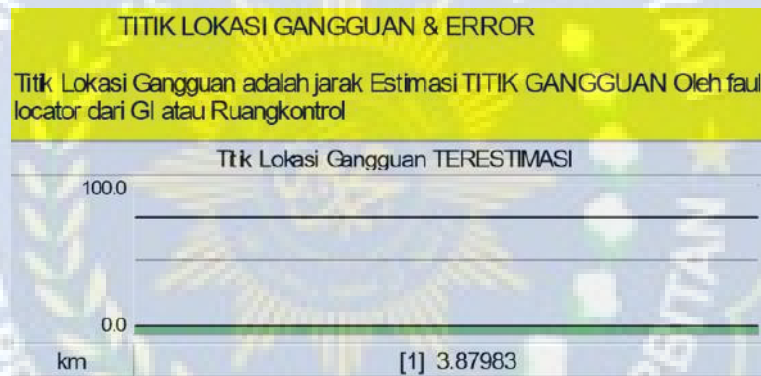 TITIK LOKASI GANGGUAN & ERROR
Titik Lokasi Gangguan adalah jarak Estimasi TITIK GANGGUAN Oleh faul
locator dari GI atau Ruangkontrol
Titik Lokasi Gangguan TERESTIMASI
100.0
0.0
km [1] 3.87983